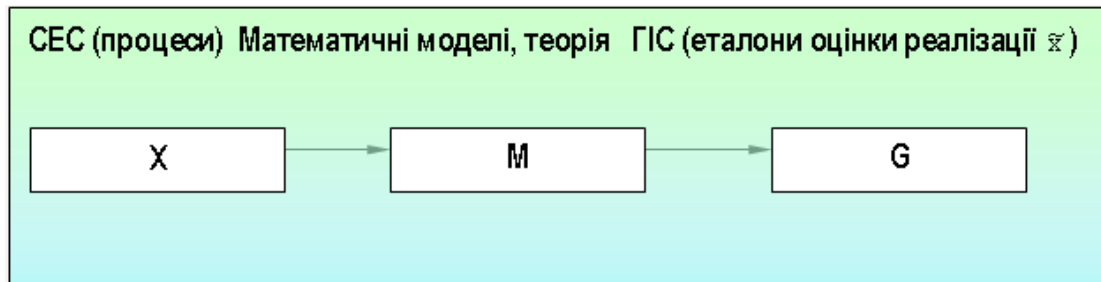 СЕС (процеси) Математичні моделі, теорія ГІС (еталони оцінки реалізації x̃)
X M G